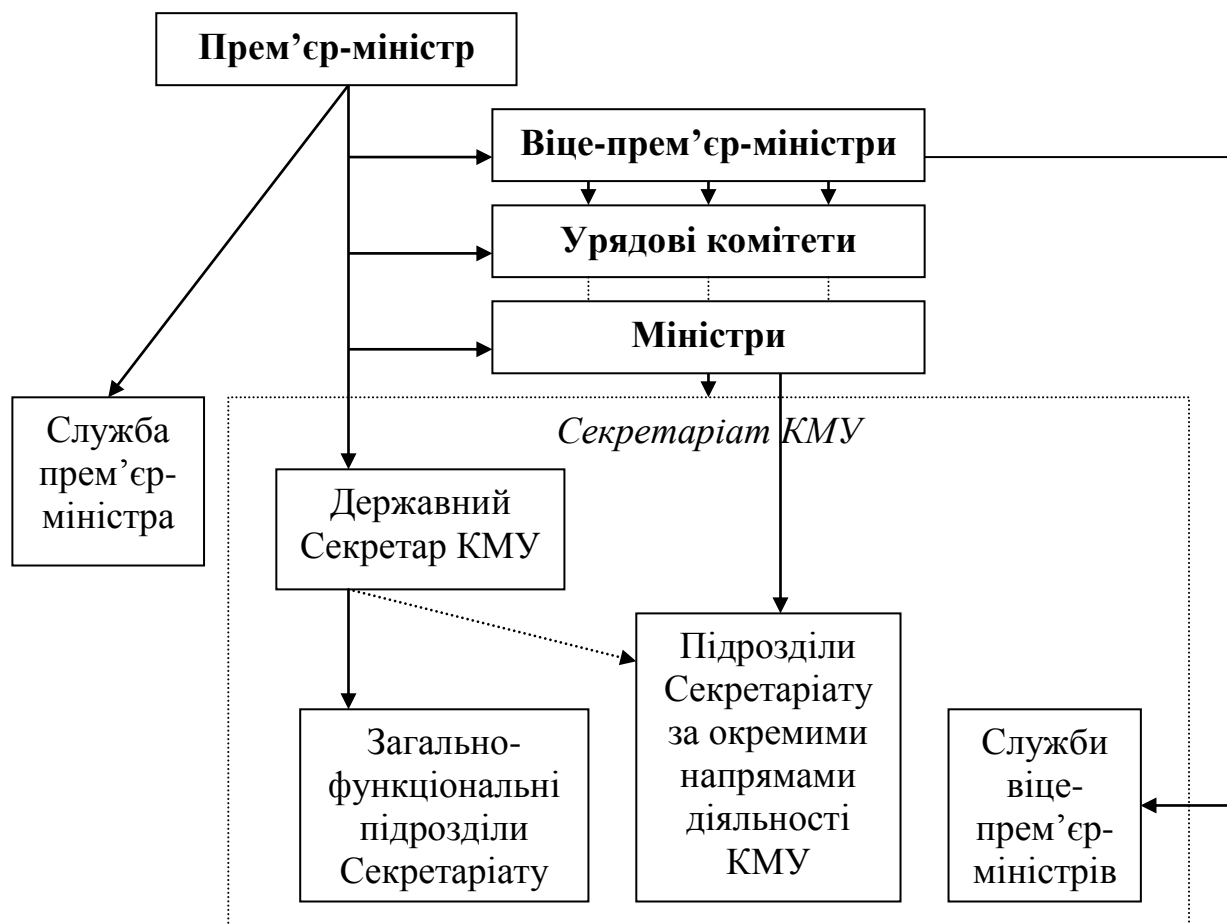 Прем’єр-міністр
Віце-прем’єр-міністри
Урядові комітети
Міністри
Служба
прем’єр-
міністра
Секретаріат КМУ
Державний
Секретар КМУ
Загально-
функціональні
підрозділи
Секретаріату
Підрозділи
Секретаріату
за окремими
напрямами
діяльності
КМУ
Служби
віце-
прем’єр-
міністрів